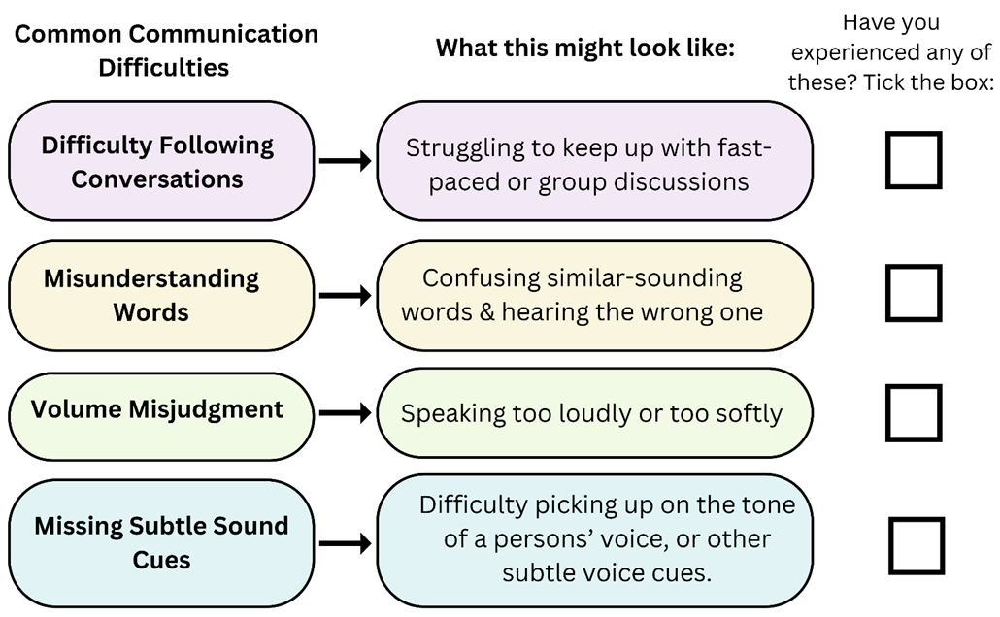 Common Communication
Difficulties
What this might look like:
Have you
experienced any of
these? Tick the box:
Difficulty Following
Conversations
Struggling to keep up with fast-
paced or group discussions
Misunderstanding
Words
Confusing similar-sounding
words & hearing the wrong one
Volume Misjudgment
Speaking too loudly or too softly
Missing Subtle Sound
Cues
Difficulty picking up on the tone
of a persons’ voice, or other
subtle voice cues.